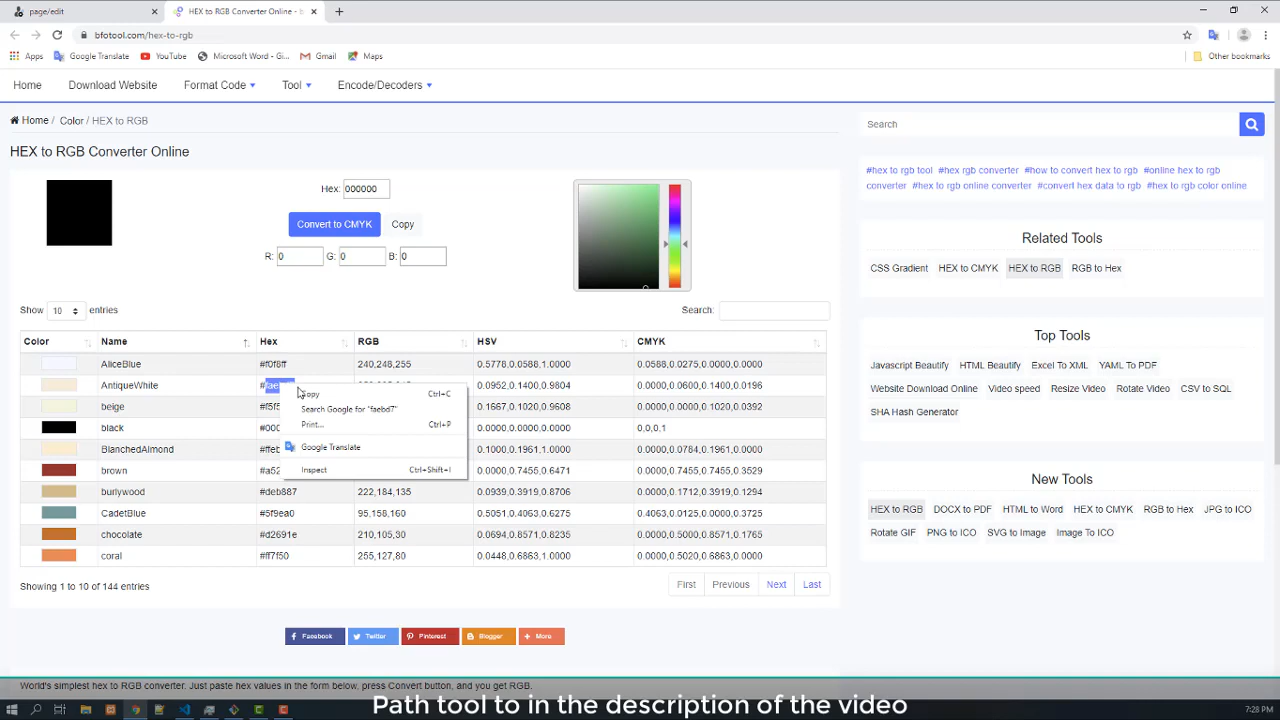 page/edit
HEX to RGB Converter Online - b
bfotool.com/hex-to-rgb
Apps Google Translate YouTube Microsoft Word - Gi... Gmail Maps Other bookmarks
Home Download Website Format Code Tool Encode/Decoders
Home / Color / HEX to RGB
HEX to RGB Converter Online
Hex: 000000
Convert to CMYK Copy
R: 0 G: 0 B: 0
Show 10 entries
Search:
Color Name Hex RGB HSV CMYK
AliceBlue #f0f8ff 240,248,255 0.5778,0.0588,1.0000 0.0588,0.0275,0.0000,0.0000
AntiqueWhite 0.0952,0.1400,0.9804 0.0000,0.0600,0.1400,0.0196
beige 0.1667,0.1020,0.9608 0.0000,0.0000,0.1020,0.0392
black 0.0000,0.0000,0.0000 0,0,0,1
BlanchedAlmond 0.1000,0.1961,1.0000 0.0000,0.0784,0.1961,0.0000
brown 0.0000,0.7455,0.6471 0.0000,0.7455,0.7455,0.3529
burlywood #deb887 222,184,135 0.0939,0.3919,0.8706 0.0000,0.1712,0.3919,0.1294
CadetBlue #5f9ea0 95,158,160 0.5051,0.4063,0.6275 0.4063,0.0125,0.0000,0.3725
chocolate #d2691e 210,105,30 0.0694,0.8571,0.8235 0.0000,0.5000,0.8571,0.1765
coral #ff7f50 255,127,80 0.0448,0.6863,1.0000 0.0000,0.5020,0.6863,0.0000
Copy Ctrl+C
Search Google for "faebd7"
Print... Ctrl+P
Google Translate
Inspect Ctrl+Shift+I
Showing 1 to 10 of 144 entries
First Previous Next Last
Facebook Twitter Pinterest Blogger More
Search
#hex to rgb tool #hex rgb converter #how to convert hex to rgb #online hex to rgb
converter #hex to rgb online converter #convert hex data to rgb #hex to rgb color online
Related Tools
CSS Gradient HEX to CMYK HEX to RGB RGB to Hex
Top Tools
Javascript Beautify HTML Beautify Excel To XML YAML To PDF
Website Download Online Video speed Resize Video Rotate Video CSV to SQL
SHA Hash Generator
New Tools
HEX to RGB DOCX to PDF HTML to Word HEX to CMYK RGB to Hex JPG to ICO
Rotate GIF PNG to ICO SVG to Image Image To ICO
World's simplest hex to RGB converter. Just paste hex values in the form below, press Convert button, and you get RGB.
Path tool to in the description of the video
7:28 PM